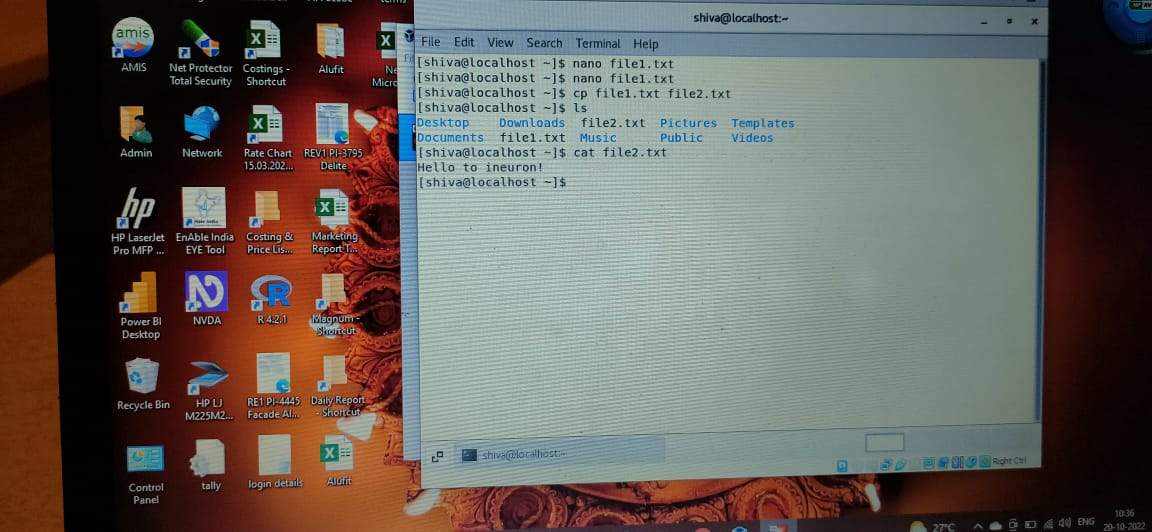 AMIS
Net Protector
Total Security
Costings -
Shortcut
Alufit
Admin
Network
Rate Chart
15.03.202...
REV1 PI-3795
Delite
HP LaserJet
Pro MFP ...
EnAble India
EYE Tool
Costing &
Price Lis...
Marketing
Report T...
Power BI
Desktop
NVDA
R 4.2.1
Magnum -
Shortcut
Recycle Bin
HP LJ
M225M2...
RE1 PI-4445
Facade Al...
Daily Report
- Shortcut
Control
Panel
tally
login details
Alufit
shiva@localhost:~
File Edit View Search Terminal Help
[shiva@localhost ~]$ nano file1.txt
[shiva@localhost ~]$ nano file1.txt
[shiva@localhost ~]$ cp file1.txt file2.txt
[shiva@localhost ~]$ ls
Desktop Downloads file2.txt Pictures Templates
Documents file1.txt Music Public Videos
[shiva@localhost ~]$ cat file2.txt
Hello to ineuron!
[shiva@localhost ~]$
shiva@localhost:~
Right Ctrl
27°C
ENG
10:36
20-10-2022